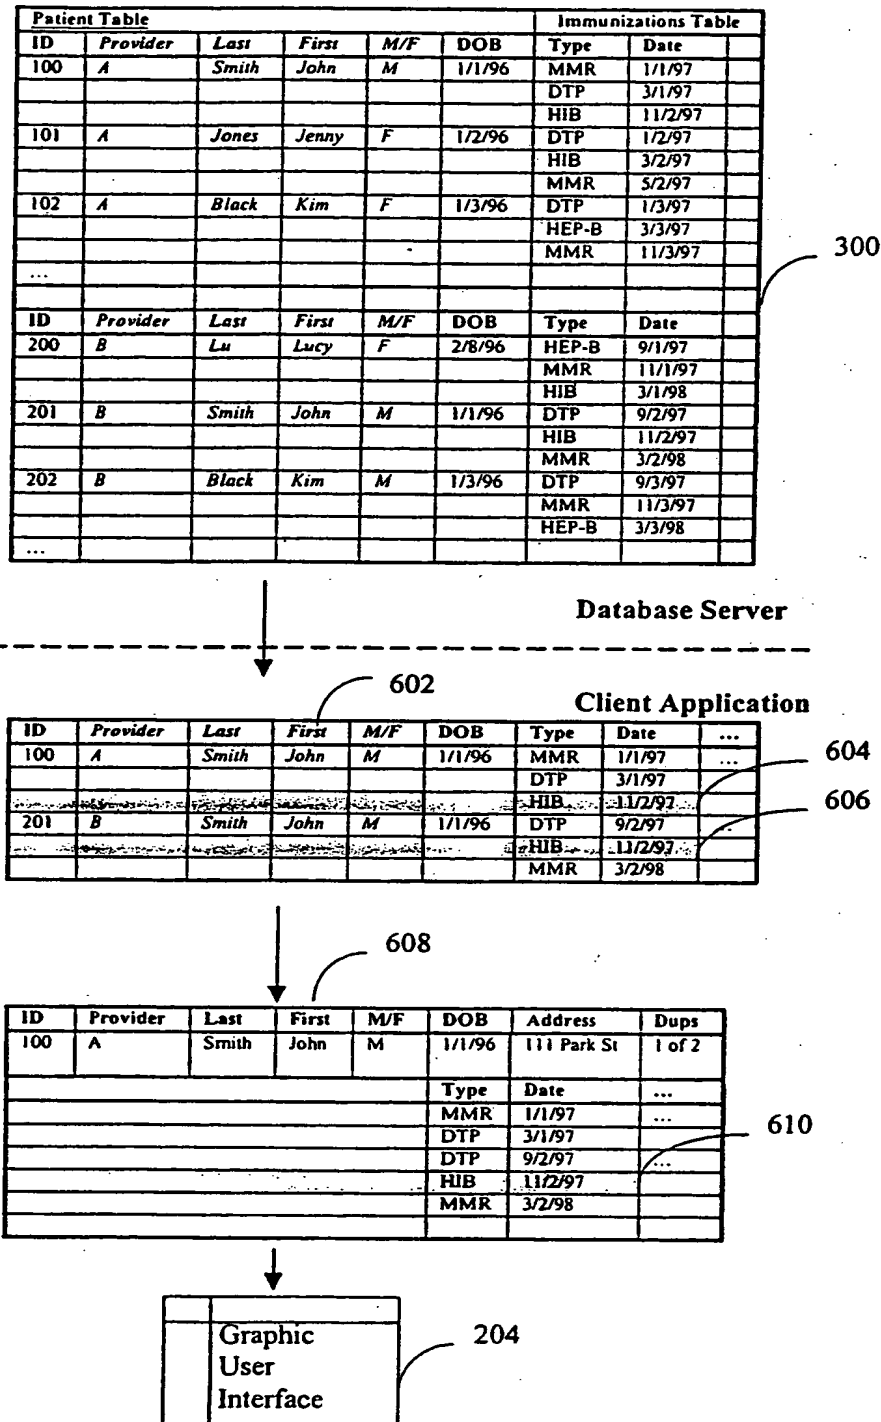 Patient Table Immunizations Table
ID Provider Last First M/F DOB Type Date
100 A Smith John M 1/1/96 MMR 1/1/97
DTP 3/1/97
HIB 11/2/97
101 A Jones Jenny F 1/2/96 DTP 1/2/97
HIB 3/2/97
MMR 5/2/97
102 A Black Kim F 1/3/96 DTP 1/3/97
HEP-B 3/3/97
MMR 11/3/97
300
...
ID Provider Last First M/F DOB Type Date
200 B Lu Lucy F 2/8/96 HEP-B 9/1/97
MMR 11/1/97
HIB 3/1/98
201 B Smith John M 1/1/96 DTP 9/2/97
HIB 11/2/97
MMR 3/2/98
202 B Black Kim M 1/3/96 DTP 9/3/97
MMR 11/3/97
HEP-B 3/3/98
...
Database Server
602
Client Application
ID Provider Last First M/F DOB Type Date ...
100 A Smith John M 1/1/96 MMR 1/1/97 ...
604
DTP 3/1/97
HIB 11/2/97
606
201 B Smith John M 1/1/96 DTP 9/2/97 ...
HIB 11/2/97
MMR 3/2/98
608
ID Provider Last First M/F DOB Address Dups
100 A Smith John M 1/1/96 111 Park St 1 of 2
Type Date ...
MMR 1/1/97 ...
610
DTP 3/1/97
DTP 9/2/97 ...
HIB 11/2/97
MMR 3/2/98
Graphic
204
User
Interface